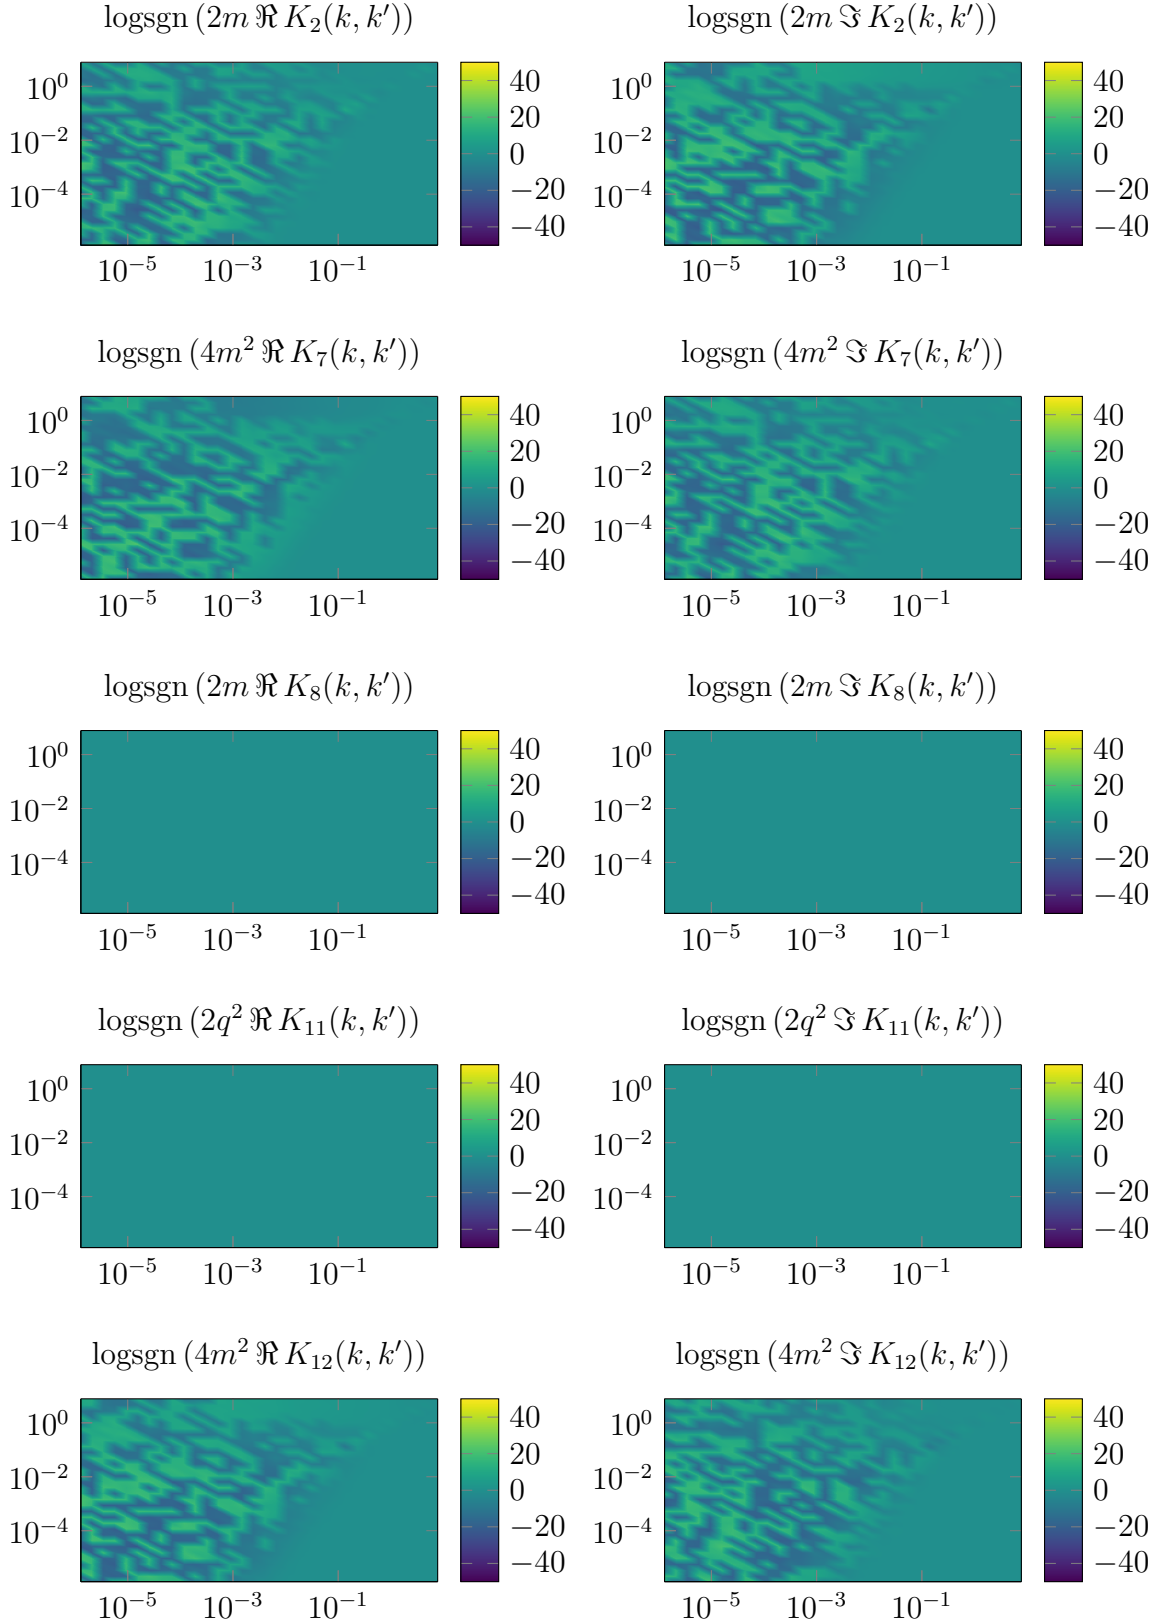 logsgn (2m ℜ K₂(k, k′)) logsgn (2m ℑ K₂(k, k′))
10⁰ 40 10⁰ 40
20 20
10⁻² 0 10⁻² 0
10⁻⁴ −20 10⁻⁴ −20
−40 −40
10⁻⁵ 10⁻³ 10⁻¹ 10⁻⁵ 10⁻³ 10⁻¹
logsgn (4m² ℜ K₇(k, k′)) logsgn (4m² ℑ K₇(k, k′))
10⁰ 40 10⁰ 40
20 20
10⁻² 0 10⁻² 0
10⁻⁴ −20 10⁻⁴ −20
−40 −40
10⁻⁵ 10⁻³ 10⁻¹ 10⁻⁵ 10⁻³ 10⁻¹
logsgn (2m ℜ K₈(k, k′)) logsgn (2m ℑ K₈(k, k′))
10⁰ 40 10⁰ 40
20 20
10⁻² 0 10⁻² 0
10⁻⁴ −20 10⁻⁴ −20
−40 −40
10⁻⁵ 10⁻³ 10⁻¹ 10⁻⁵ 10⁻³ 10⁻¹
logsgn (2q² ℜ K₁₁(k, k′)) logsgn (2q² ℑ K₁₁(k, k′))
10⁰ 40 10⁰ 40
20 20
10⁻² 0 10⁻² 0
10⁻⁴ −20 10⁻⁴ −20
−40 −40
10⁻⁵ 10⁻³ 10⁻¹ 10⁻⁵ 10⁻³ 10⁻¹
logsgn (4m² ℜ K₁₂(k, k′)) logsgn (4m² ℑ K₁₂(k, k′))
10⁰ 40 10⁰ 40
20 20
10⁻² 0 10⁻² 0
10⁻⁴ −20 10⁻⁴ −20
−40 −40
10⁻⁵ 10⁻³ 10⁻¹ 10⁻⁵ 10⁻³ 10⁻¹